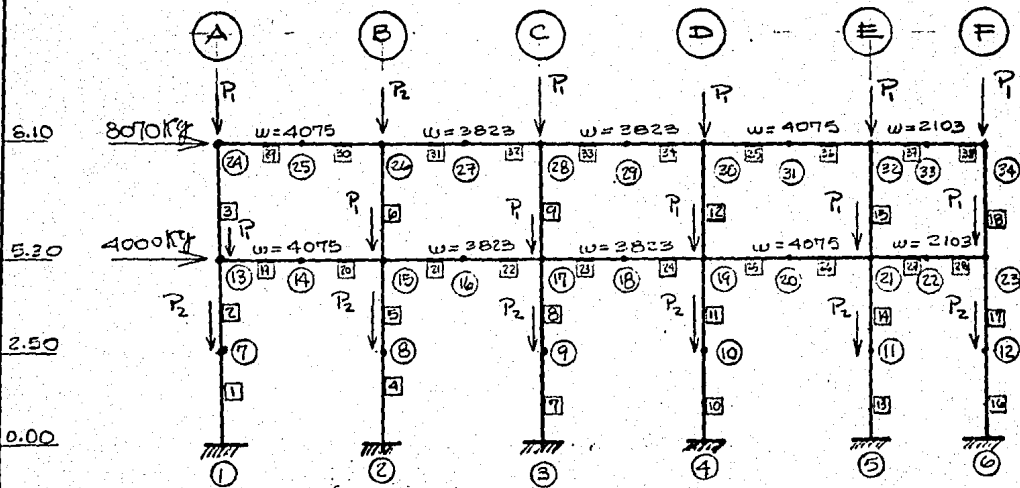 A B C D E F
P₁ P₂ P₁ P₁ P₁ P₁
8.10 8070Kg w=4075 w=3823 w=3823 w=4075 w=2103
29 30 31 32 33 34 35 36 37 38
24 25 26 27 28 29 30 31 32 33 34
3 6 9 12 15 18
P₁ P₁ P₁ P₁ P₁ P₁
5.20 4000Kg w=4075 w=3823 w=3823 w=4075 w=2103
19 20 21 22 23 24 25 26 27 28
13 14 15 16 17 18 19 20 21 22 23
P₂ P₂ P₂ P₂ P₂ P₂
2 5 8 11 14 17
2.50 7 8 9 10 11 12
1 4 7 10 13 16
0.00
1 2 3 4 5 6